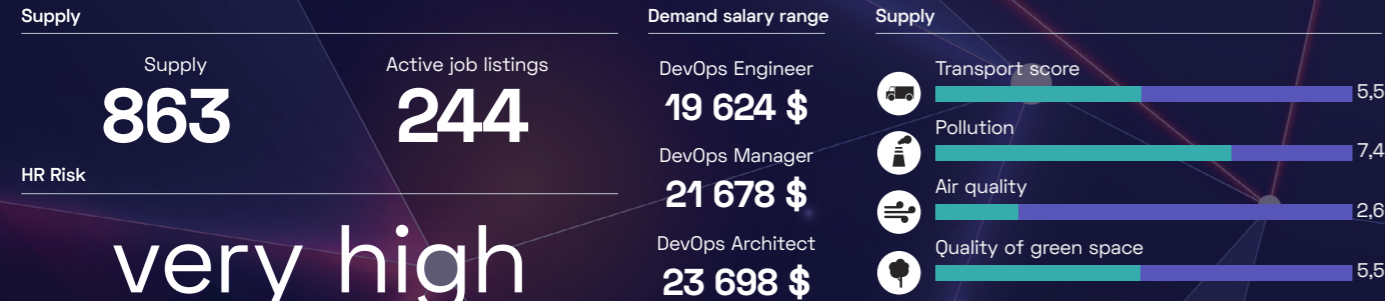 Supply
Supply
863
Active job listings
244
HR Risk
very high
Demand salary range
DevOps Engineer
19 624 $
DevOps Manager
21 678 $
DevOps Architect
23 698 $
Supply
Transport score
5,5
Pollution
7,4
Air quality
2,6
Quality of green space
5,5